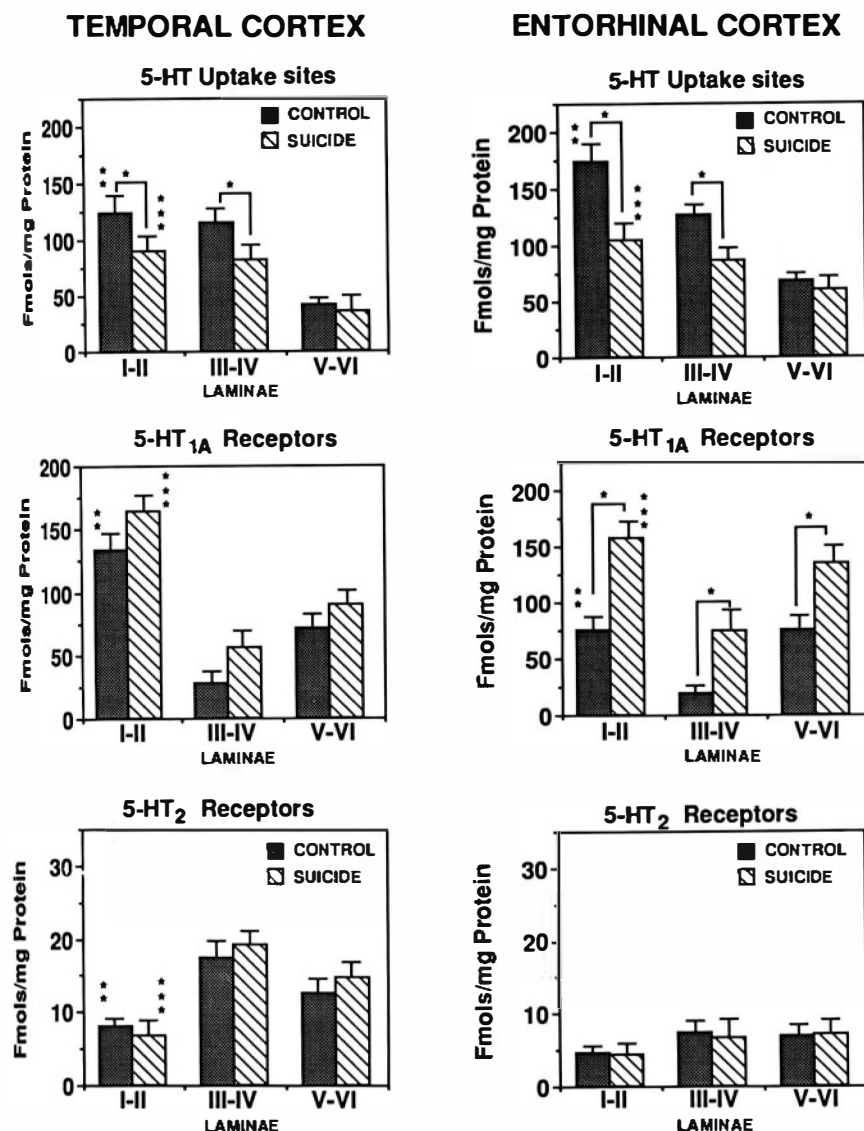 TEMPORAL CORTEX
5-HT Uptake sites
Fmols/mg Protein
200
150
100
50
0
CONTROL
SUICIDE
**
*
***
*
I-II
III-IV
V-VI
LAMINAE
5-HT1A Receptors
Fmols/mg Protein
200
150
100
50
0
**
***
I-II
III-IV
V-VI
LAMINAE
5-HT2 Receptors
Fmols/mg Protein
30
20
10
0
CONTROL
SUICIDE
**
***
I-II
III-IV
V-VI
LAMINAE
ENTORHINAL CORTEX
5-HT Uptake sites
Fmols/mg Protein
200
150
100
50
0
CONTROL
SUICIDE
**
*
***
*
I-II
III-IV
V-VI
LAMINAE
5-HT1A Receptors
Fmols/mg Protein
200
150
100
50
0
**
*
***
*
*
I-II
III-IV
V-VI
LAMINAE
5-HT2 Receptors
Fmols/mg Protein
30
20
10
0
CONTROL
SUICIDE
I-II
III-IV
V-VI
LAMINAE